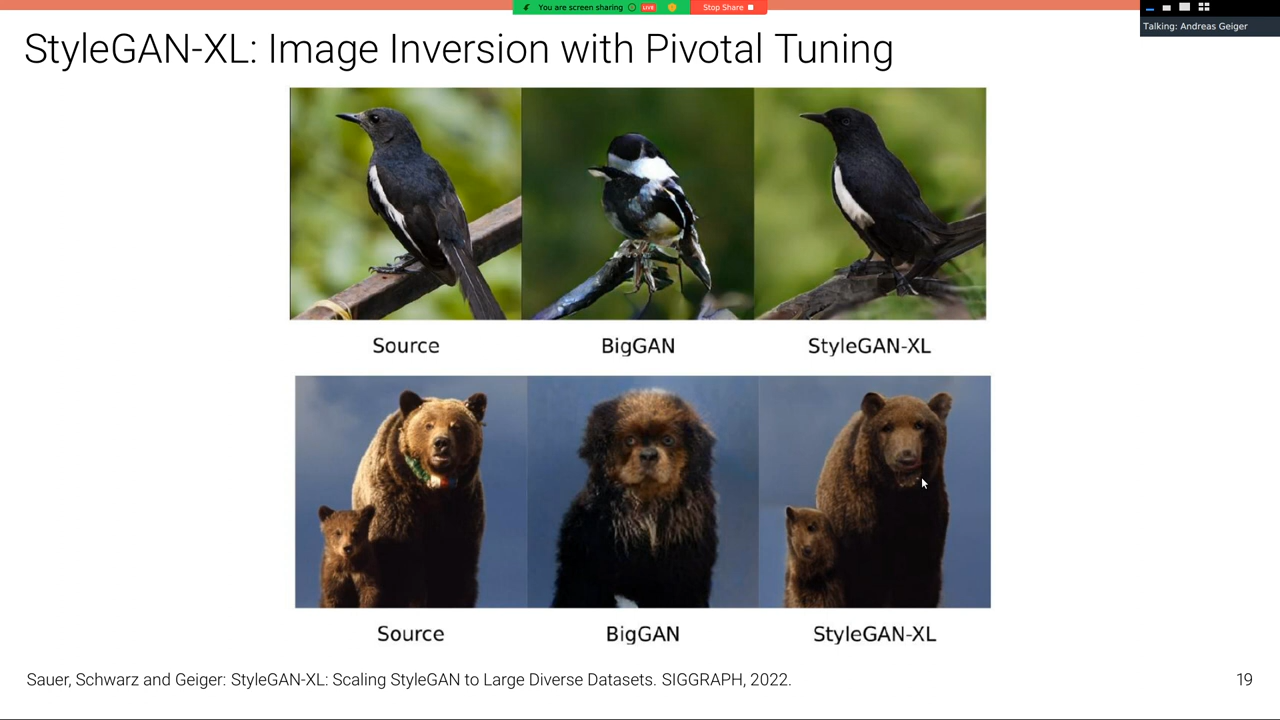 You are screen sharing
LIVE
Stop Share
Talking: Andreas Geiger
StyleGAN-XL: Image Inversion with Pivotal Tuning
Source
BigGAN
StyleGAN-XL
Source
BigGAN
StyleGAN-XL
Sauer, Schwarz and Geiger: StyleGAN-XL: Scaling StyleGAN to Large Diverse Datasets. SIGGRAPH, 2022.
19